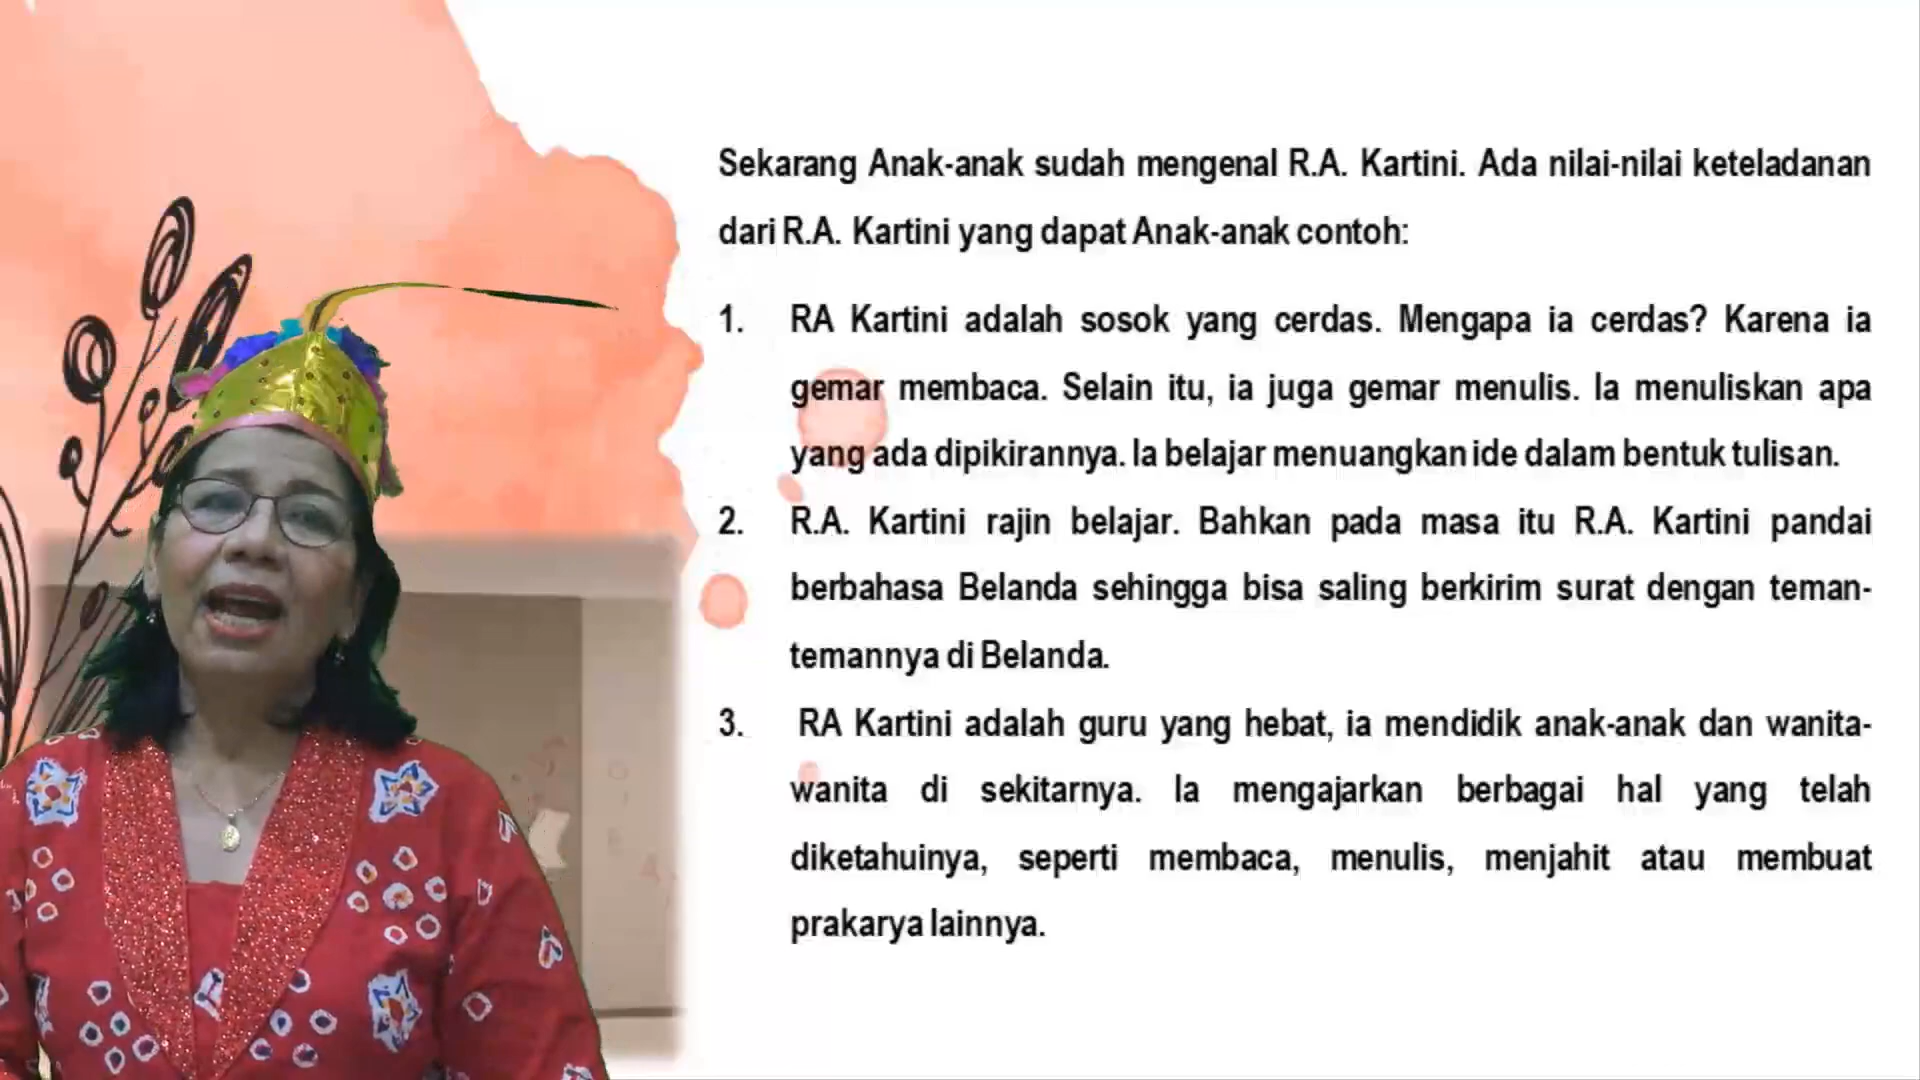 Sekarang Anak-anak sudah mengenal R.A. Kartini. Ada nilai-nilai keteladanan
dari R.A. Kartini yang dapat Anak-anak contoh:
1. RA Kartini adalah sosok yang cerdas. Mengapa ia cerdas? Karena ia
gemar membaca. Selain itu, ia juga gemar menulis. Ia menuliskan apa
yang ada dipikirannya. Ia belajar menuangkan ide dalam bentuk tulisan.
2. R.A. Kartini rajin belajar. Bahkan pada masa itu R.A. Kartini pandai
berbahasa Belanda sehingga bisa saling berkirim surat dengan teman-
temannya di Belanda.
3. RA Kartini adalah guru yang hebat, ia mendidik anak-anak dan wanita-
wanita di sekitarnya. Ia mengajarkan berbagai hal yang telah
diketahuinya, seperti membaca, menulis, menjahit atau membuat
prakarya lainnya.